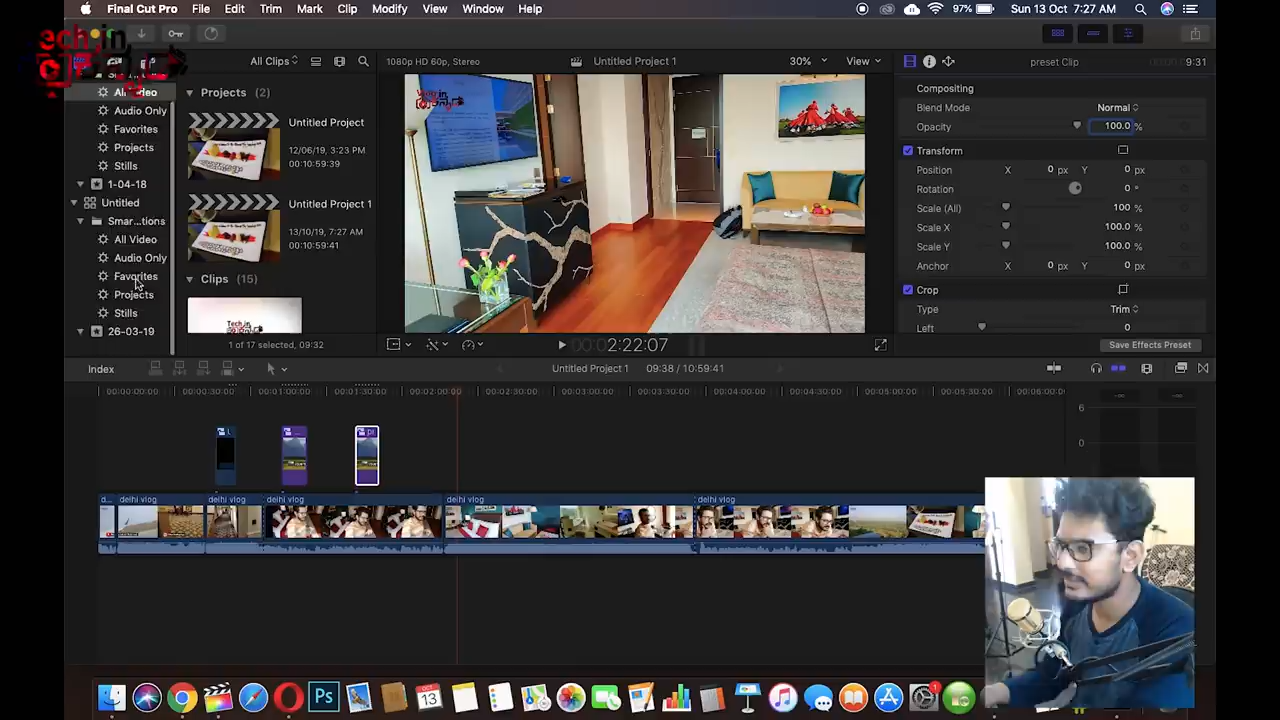 Final Cut Pro File Edit Trim Mark Clip Modify View Window Help 97% Sun 13 Oct 7:27 AM
Tech in
All Clips
1080p HD 60p, Stereo
Untitled Project 1
30%
View
preset Clip
9:31
All Video
Audio Only
Favorites
Projects
Stills
1-04-18
Untitled
Smar...tions
All Video
Audio Only
Favorites
Projects
Stills
26-03-19
Projects (2)
Untitled Project
12/06/19, 3:23 PM
00:10:59:39
Untitled Project 1
13/10/19, 7:27 AM
00:10:59:41
Clips (15)
Tech in
1 of 17 selected, 09:32
2:22:07
Compositing
Blend Mode Normal
Opacity 100.0 %
Transform
Position X 0 px Y 0 px
Rotation 0 °
Scale (All) 100 %
Scale X 100.0 %
Scale Y 100.0 %
Anchor X 0 px Y 0 px
Crop
Type Trim
Left 0
Save Effects Preset
Index
Untitled Project 1
09:38 / 10:59:41
00:00:00:00 00:00:30:00 00:01:00:00 00:01:30:00 00:02:00:00 00:02:30:00 00:03:00:00 00:03:30:00 00:04:00:00 00:04:30:00 00:05:00:00 00:05:30:00 00:06:00:00
6
0
d... delhi vlog delhi vlog delhi vlog delhi vlog delhi vlog
OCT
13
Ps
1